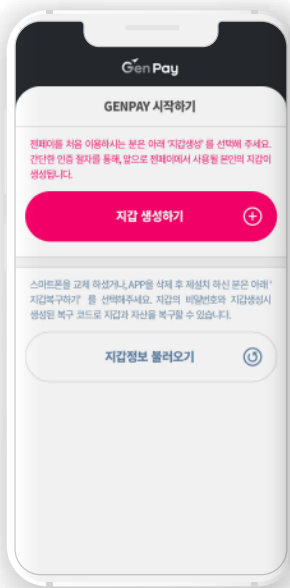 Gen Pay
GENPAY 시작하기
젠페이를 처음 이용하시는 분은 아래 '지갑생성' 를 선택해 주세요.
간단한 인증 절차를 통해, 앞으로 젠페이에서 사용될 본인의 지갑이
생성됩니다.
지갑 생성하기
스마트폰을 교체 하셨거나, APP을 삭제 후 재설치 하신 분은 아래 '
지갑복구하기' 를 선택해주세요. 지갑의 비밀번호와 지갑생성시
생성된 복구 코드로 지갑과 자산을 복구할 수 있습니다.
지갑정보 불러오기